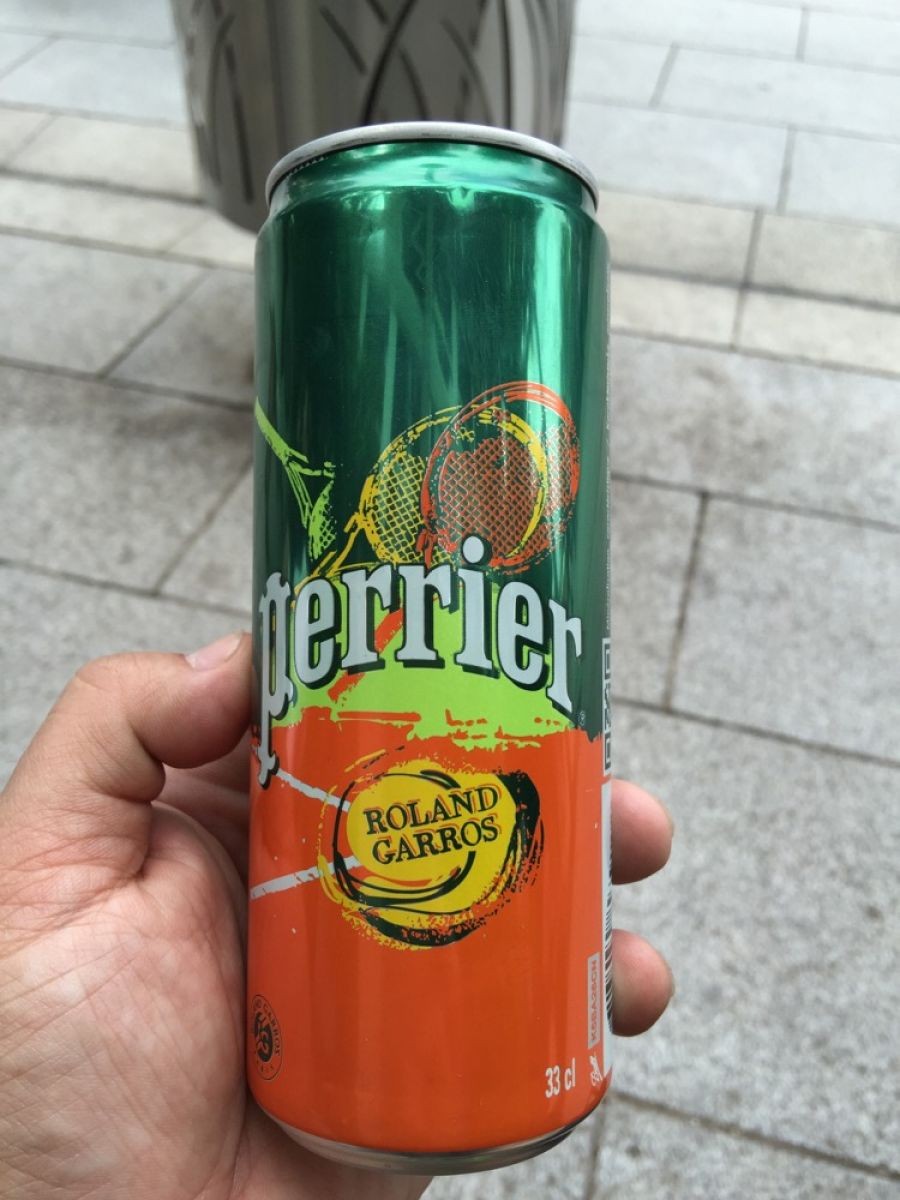 perrier
ROLAND
GARROS
33 cl